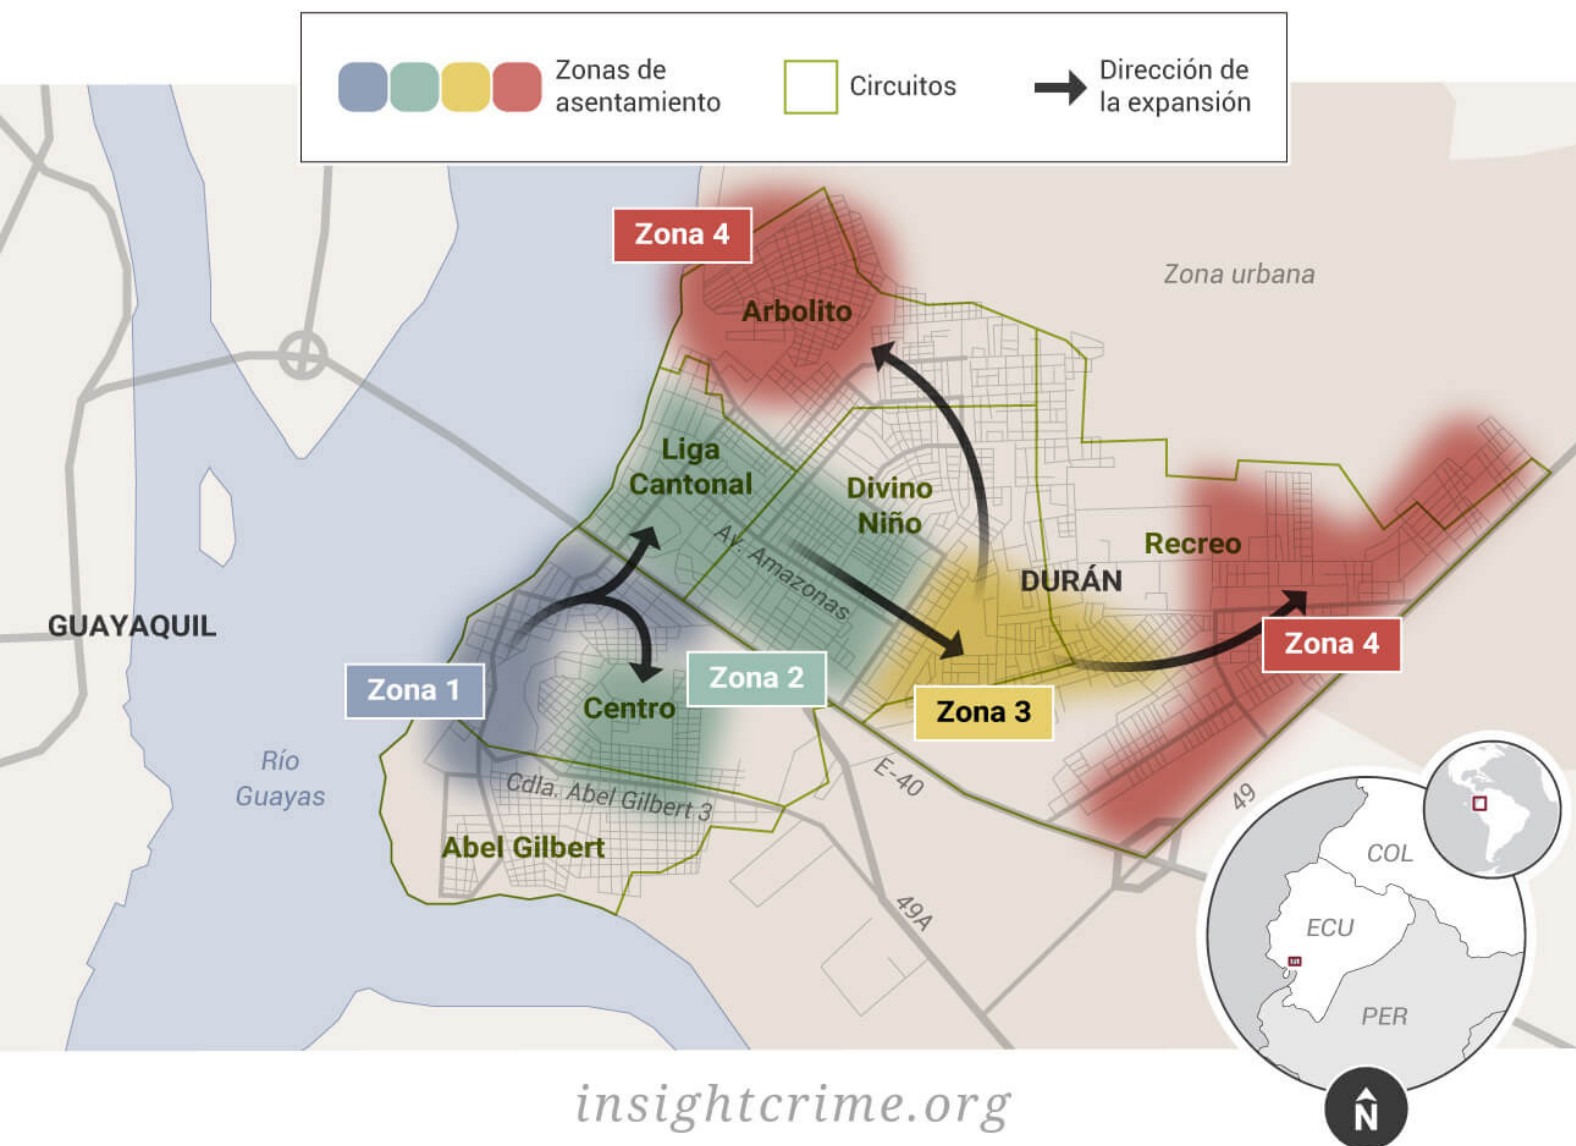 Zonas de
asentamiento
Circuitos
Dirección de
la expansión
Zona 4
Zona urbana
Arbolito
Liga
Cantonal
Divino
Niño
Recreo
Av. Amazonas
DURÁN
GUAYAQUIL
Zona 4
Zona 1
Zona 2
Centro
Zona 3
Río
Guayas
E-40
Cdla. Abel Gilbert 3
49
Abel Gilbert
COL
49A
ECU
PER
insightcrime.org
N